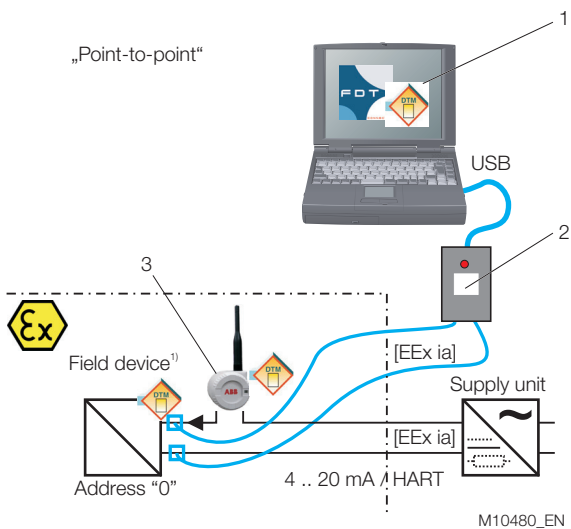 1
„Point-to-point“
FDT
DTM
USB
2
3
Ex
[EEx ia]
Field device¹⁾
DTM
ABB
DTM
Supply unit
[EEx ia]
4 .. 20 mA / HART
Address “0”
M10480_EN